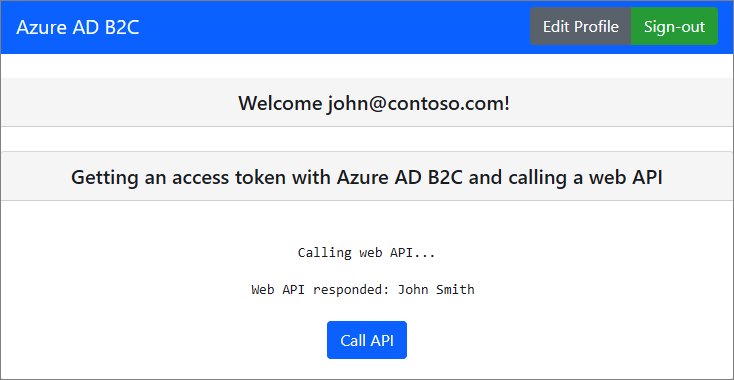 Azure AD B2C
Edit Profile
Sign-out
Welcome john@contoso.com!
Getting an access token with Azure AD B2C and calling a web API
Calling web API...
Web API responded: John Smith
Call API